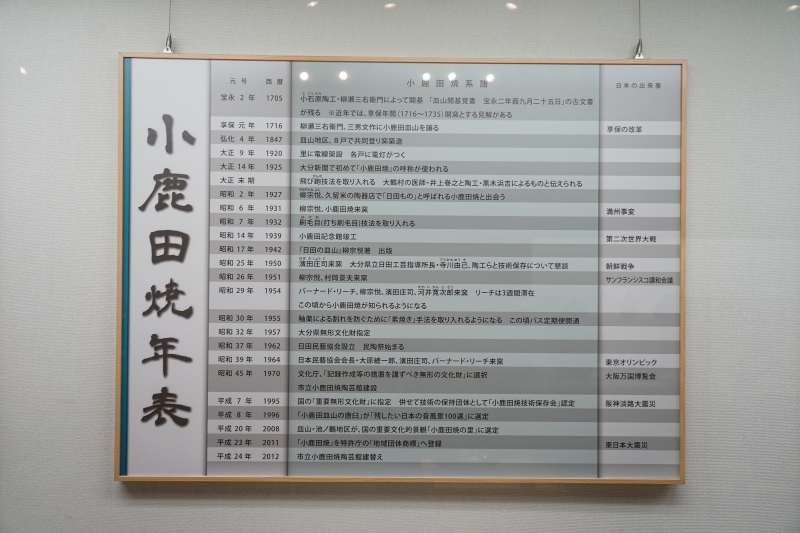 小鹿田焼年表
元号 西暦 小鹿田焼系譜 日本の出来事
宝永 2年 1705 小石原陶工・柳瀬三右衛門によって開基 「皿山開基覚書 宝永二年酉九月二十五日」の古文書
が残る ※近年では、享保年間(1716〜1735)開窯とする見解がある
享保 元年 1716 柳瀬三右衛門、三男文作に小鹿田皿山を譲る 享保の改革
弘化 4年 1847 皿山地区、8戸で共同登り窯築造
大正 9年 1920 里に電線架設 各戸に電灯がつく
大正 14年 1925 大分新聞で初めて「小鹿田焼」の呼称が使われる
大正 末期 飛び鉋技法を取り入れる 大鶴村の医師・井上巻之と陶工・黒木浜吉によるものと伝えられる
昭和 2年 1927 柳宗悦、久留米の陶器店で「日田もの」と呼ばれる小鹿田焼と出会う
昭和 6年 1931 柳宗悦、小鹿田焼来窯 満州事変
昭和 7年 1932 刷毛目(打ち刷毛目)技法を取り入れる
昭和 14年 1939 小鹿田記念館竣工 第二次世界大戦
昭和 17年 1942 『日田の皿山』柳宗悦著 出版
昭和 25年 1950 濱田庄司来窯 大分県立日田工芸指導所長・寺川由己、陶工らと技術保存について懇談 朝鮮戦争
昭和 26年 1951 柳宗悦、村岡景夫来窯 サンフランシスコ講和会議
昭和 29年 1954 バーナード・リーチ、柳宗悦、濱田庄司、河井寛次郎来窯 リーチは3週間滞在
この頃から小鹿田焼が知られるようになる
昭和 30年 1955 釉薬による割れを防ぐために「素焼き」手法を取り入れるようになる この頃バス定期便開通
昭和 32年 1957 大分県無形文化財指定
昭和 37年 1962 日田民藝協会設立 民陶祭始まる
昭和 39年 1964 日本民藝協会会長・大原總一郎、濱田庄司、バーナード・リーチ来窯 東京オリンピック
昭和 45年 1970 文化庁、「記録作成等の措置を講ずべき無形の文化財」に選択 大阪万国博覧会
市立小鹿田焼陶芸館建設
平成 7年 1995 国の「重要無形文化財」に指定 併せて技術の保持団体として「小鹿田焼技術保存会」認定 阪神淡路大震災
平成 8年 1996 「小鹿田皿山の唐臼」が「残したい日本の音風景100選」に選定
平成 20年 2008 皿山・池ノ鶴地区が、国の重要文化的景観「小鹿田焼の里」に選定
平成 23年 2011 「小鹿田焼」を特許庁の「地域団体商標」へ登録 東日本大震災
平成 24年 2012 市立小鹿田焼陶芸館建替え